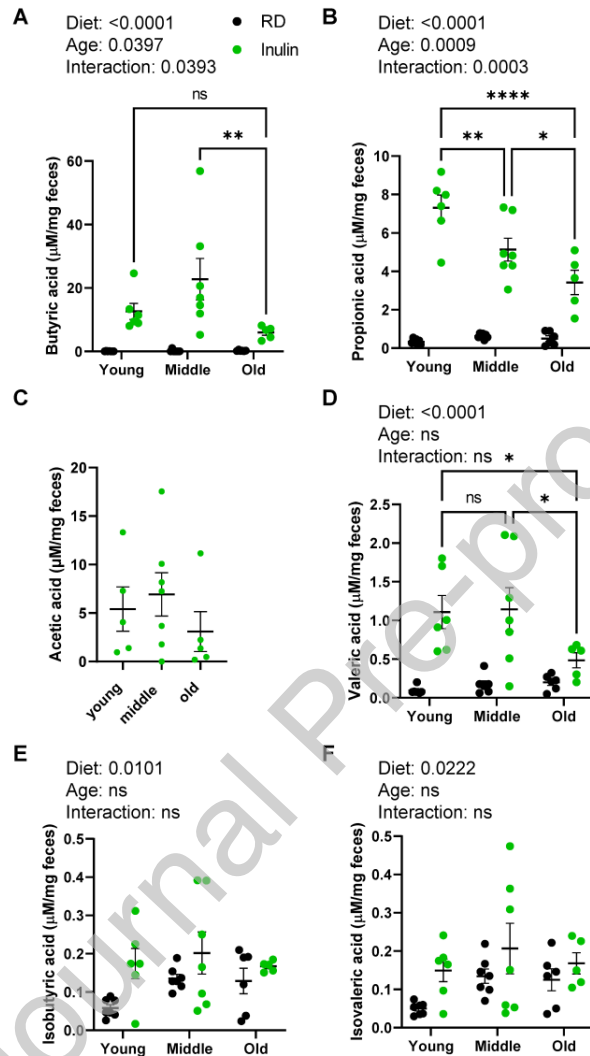 A
Diet: <0.0001
Age: 0.0397
Interaction: 0.0393
RD
Inulin
ns
**
Butyric acid (µM/mg feces)
60
40
20
0
Young Middle Old
B
Diet: <0.0001
Age: 0.0009
Interaction: 0.0003
****
** *
Propionic acid (µM/mg feces)
10
8
6
4
2
0
Young Middle Old
C
Acetic acid (µM/mg feces)
20
15
10
5
0
young middle old
D
Diet: <0.0001
Age: ns
Interaction: ns *
ns *
Valeric acid (µM/mg feces)
2.5
2.0
1.5
1.0
0.5
0.0
Young Middle Old
E
Diet: 0.0101
Age: ns
Interaction: ns
Isobutyric acid (µM/mg feces)
0.5
0.4
0.3
0.2
0.1
0.0
Young Middle Old
F
Diet: 0.0222
Age: ns
Interaction: ns
Isovaleric acid (µM/mg feces)
0.5
0.4
0.3
0.2
0.1
0.0
Young Middle Old
Journal Pre-pro